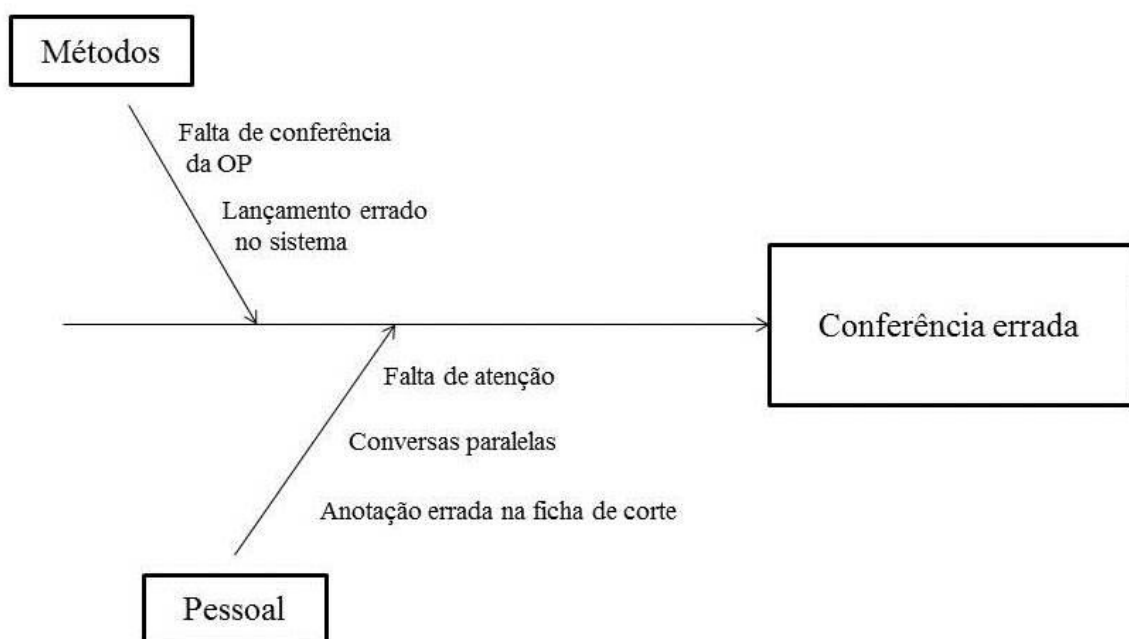 Métodos
Falta de conferência
da OP
Lançamento errado
no sistema
Conferência errada
Falta de atenção
Conversas paralelas
Anotação errada na ficha de corte
Pessoal